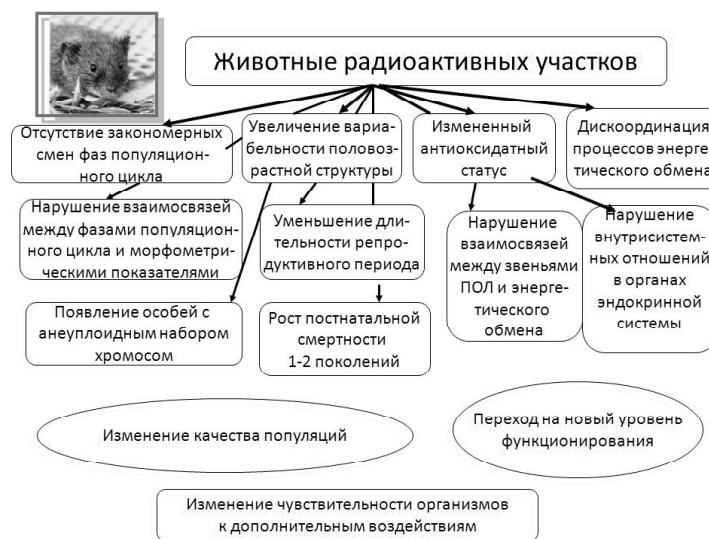 Животные радиоактивных участков
Отсутствие закономерных
смен фаз популяцион-
ного цикла
Увеличение вариа-
бельности половоз-
растной структуры
Измененный
антиоксидатный
статус
Дискоординация
процессов энерге-
тического обмена
Нарушение взаимосвязей
между фазами популяцион-
ного цикла и морфометри-
ческими показателями
Уменьшение дли-
тельности репро-
дуктивного периода
Нарушение
взаимосвязей
между звеньями
ПОЛ и энерге-
тического
обмена
Нарушение
внутрисистем-
ных отношений
в органах
эндокринной
системы
Появление особей с
анеуплоидным набором
хромосом
Рост постнатальной
смертности
1-2 поколений
Изменение качества популяций
Переход на новый уровень
функционирования
Изменение чувствительности организмов
к дополнительным воздействиям